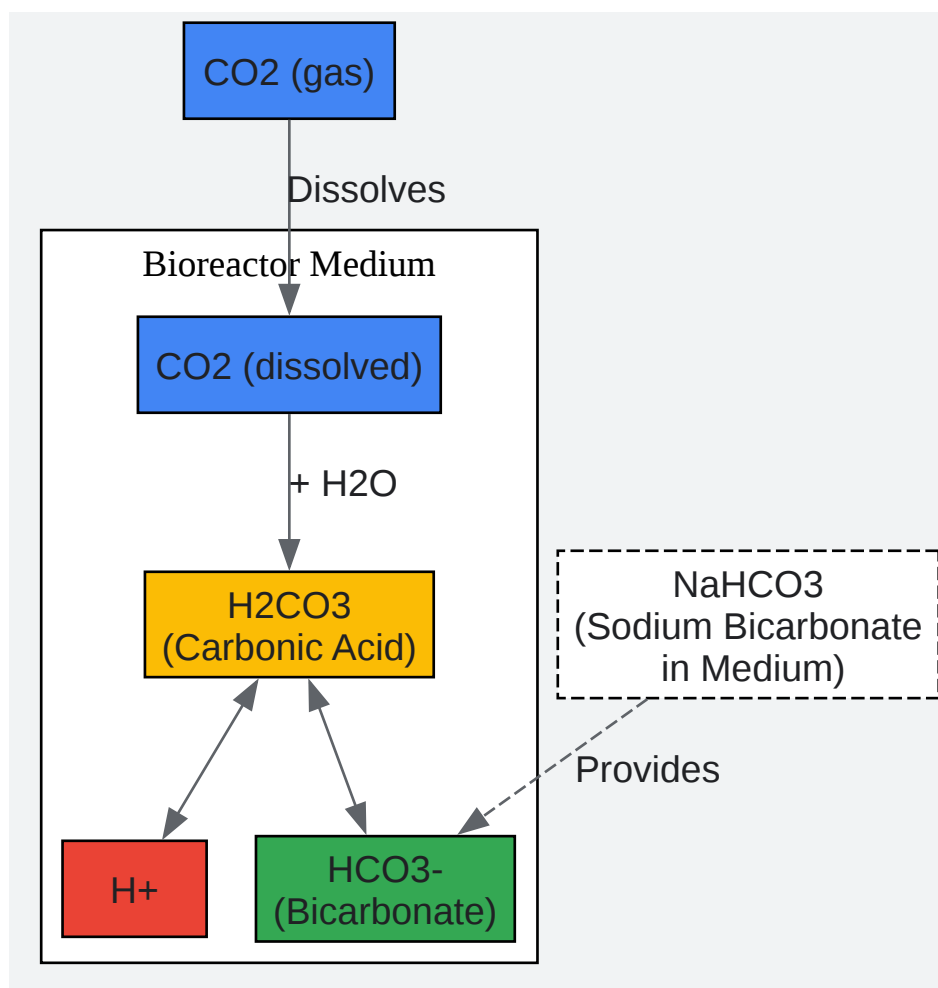 CO2 (gas)
Dissolves
Bioreactor Medium
CO2 (dissolved)
+ H2O
H2CO3
(Carbonic Acid)
NaHCO3
(Sodium Bicarbonate
in Medium)
Provides
H+
HCO3-
(Bicarbonate)